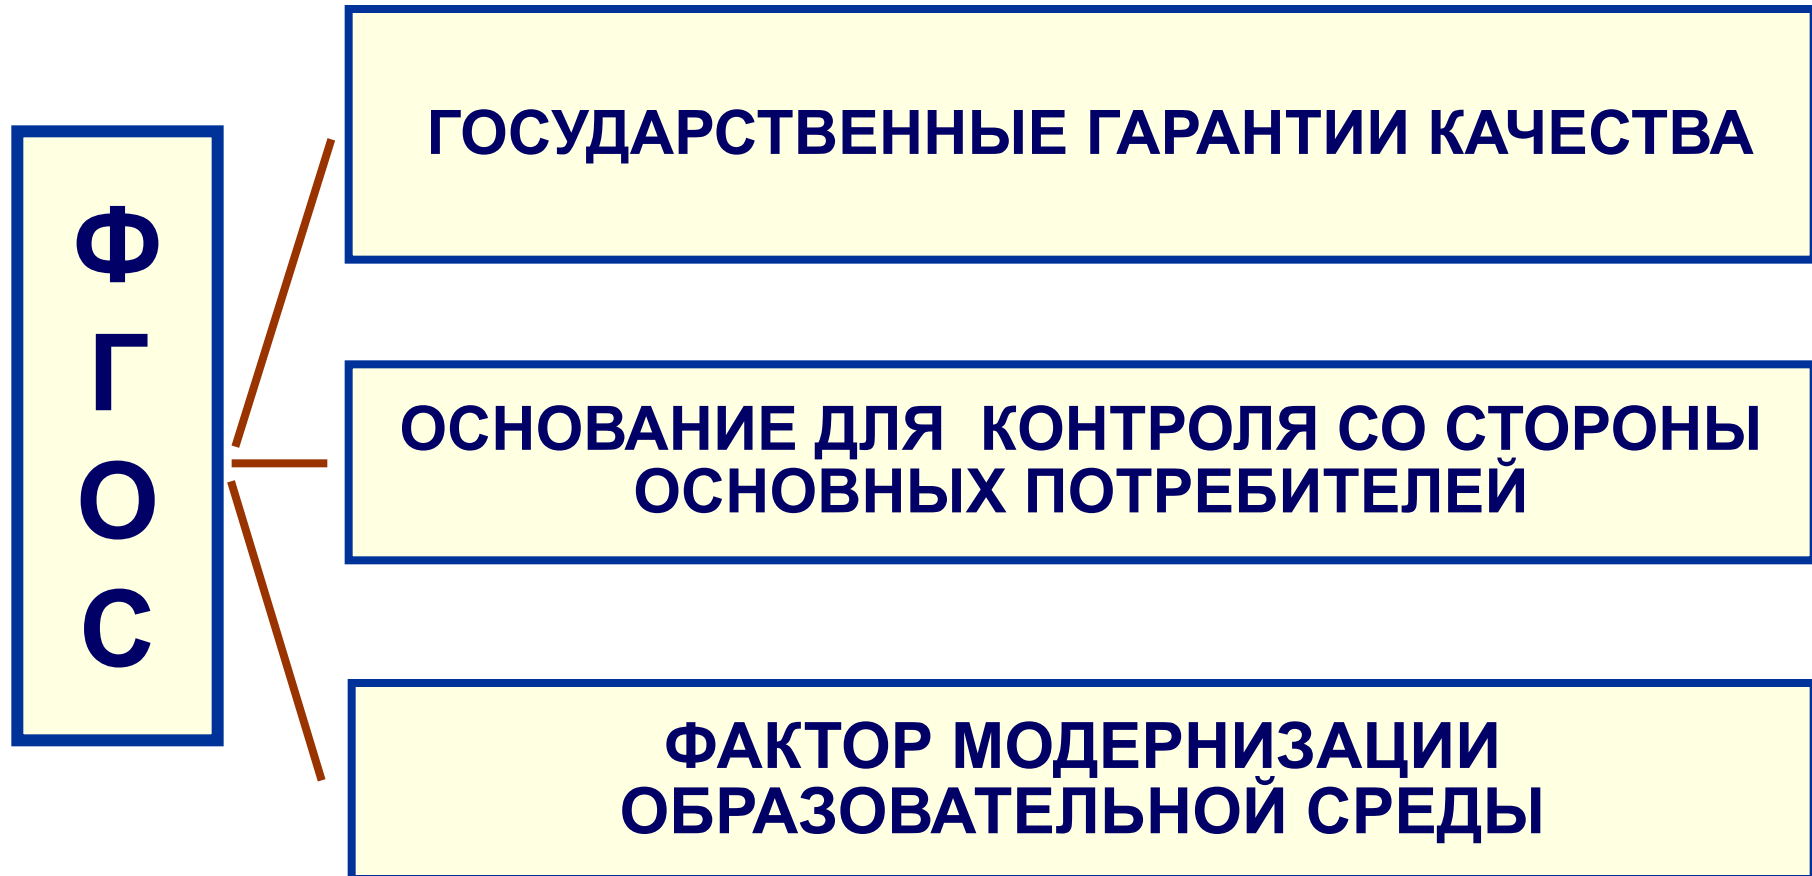 Ф
Г
О
С
ГОСУДАРСТВЕННЫЕ ГАРАНТИИ КАЧЕСТВА
ОСНОВАНИЕ ДЛЯ КОНТРОЛЯ СО СТОРОНЫ
ОСНОВНЫХ ПОТРЕБИТЕЛЕЙ
ФАКТОР МОДЕРНИЗАЦИИ
ОБРАЗОВАТЕЛЬНОЙ СРЕДЫ